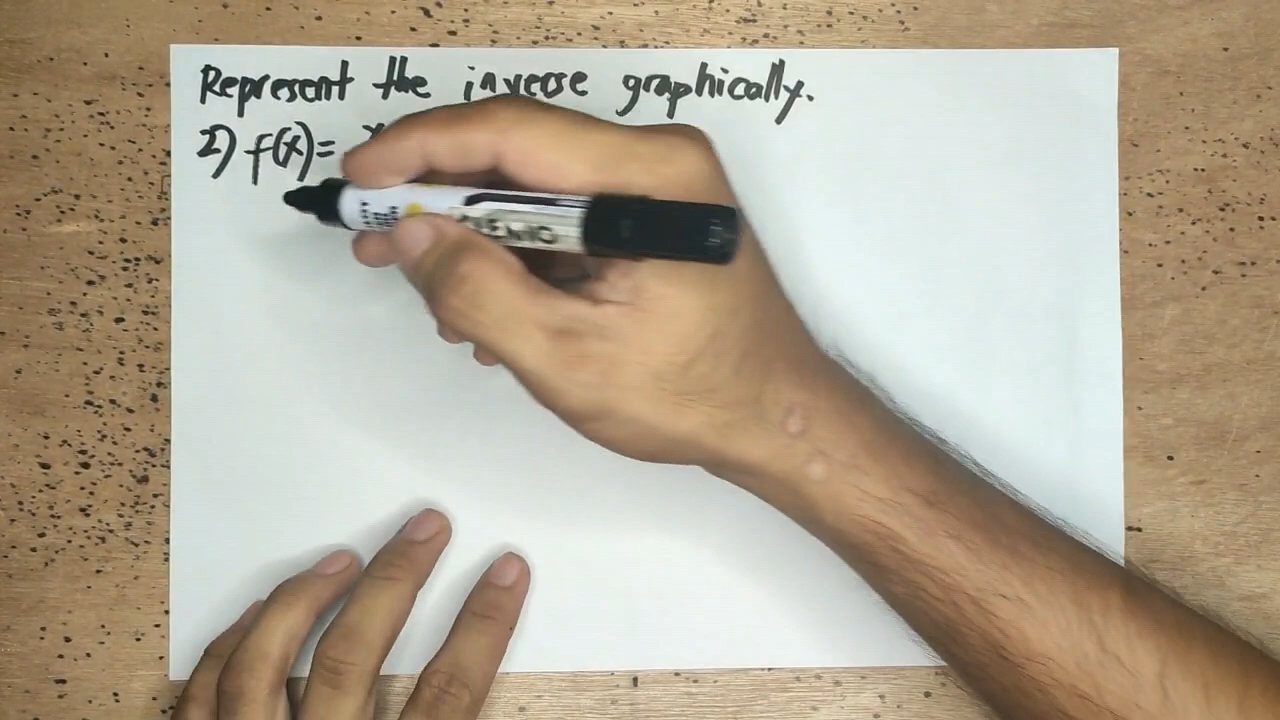 Represent the inverse graphically.
2) f(x)= x